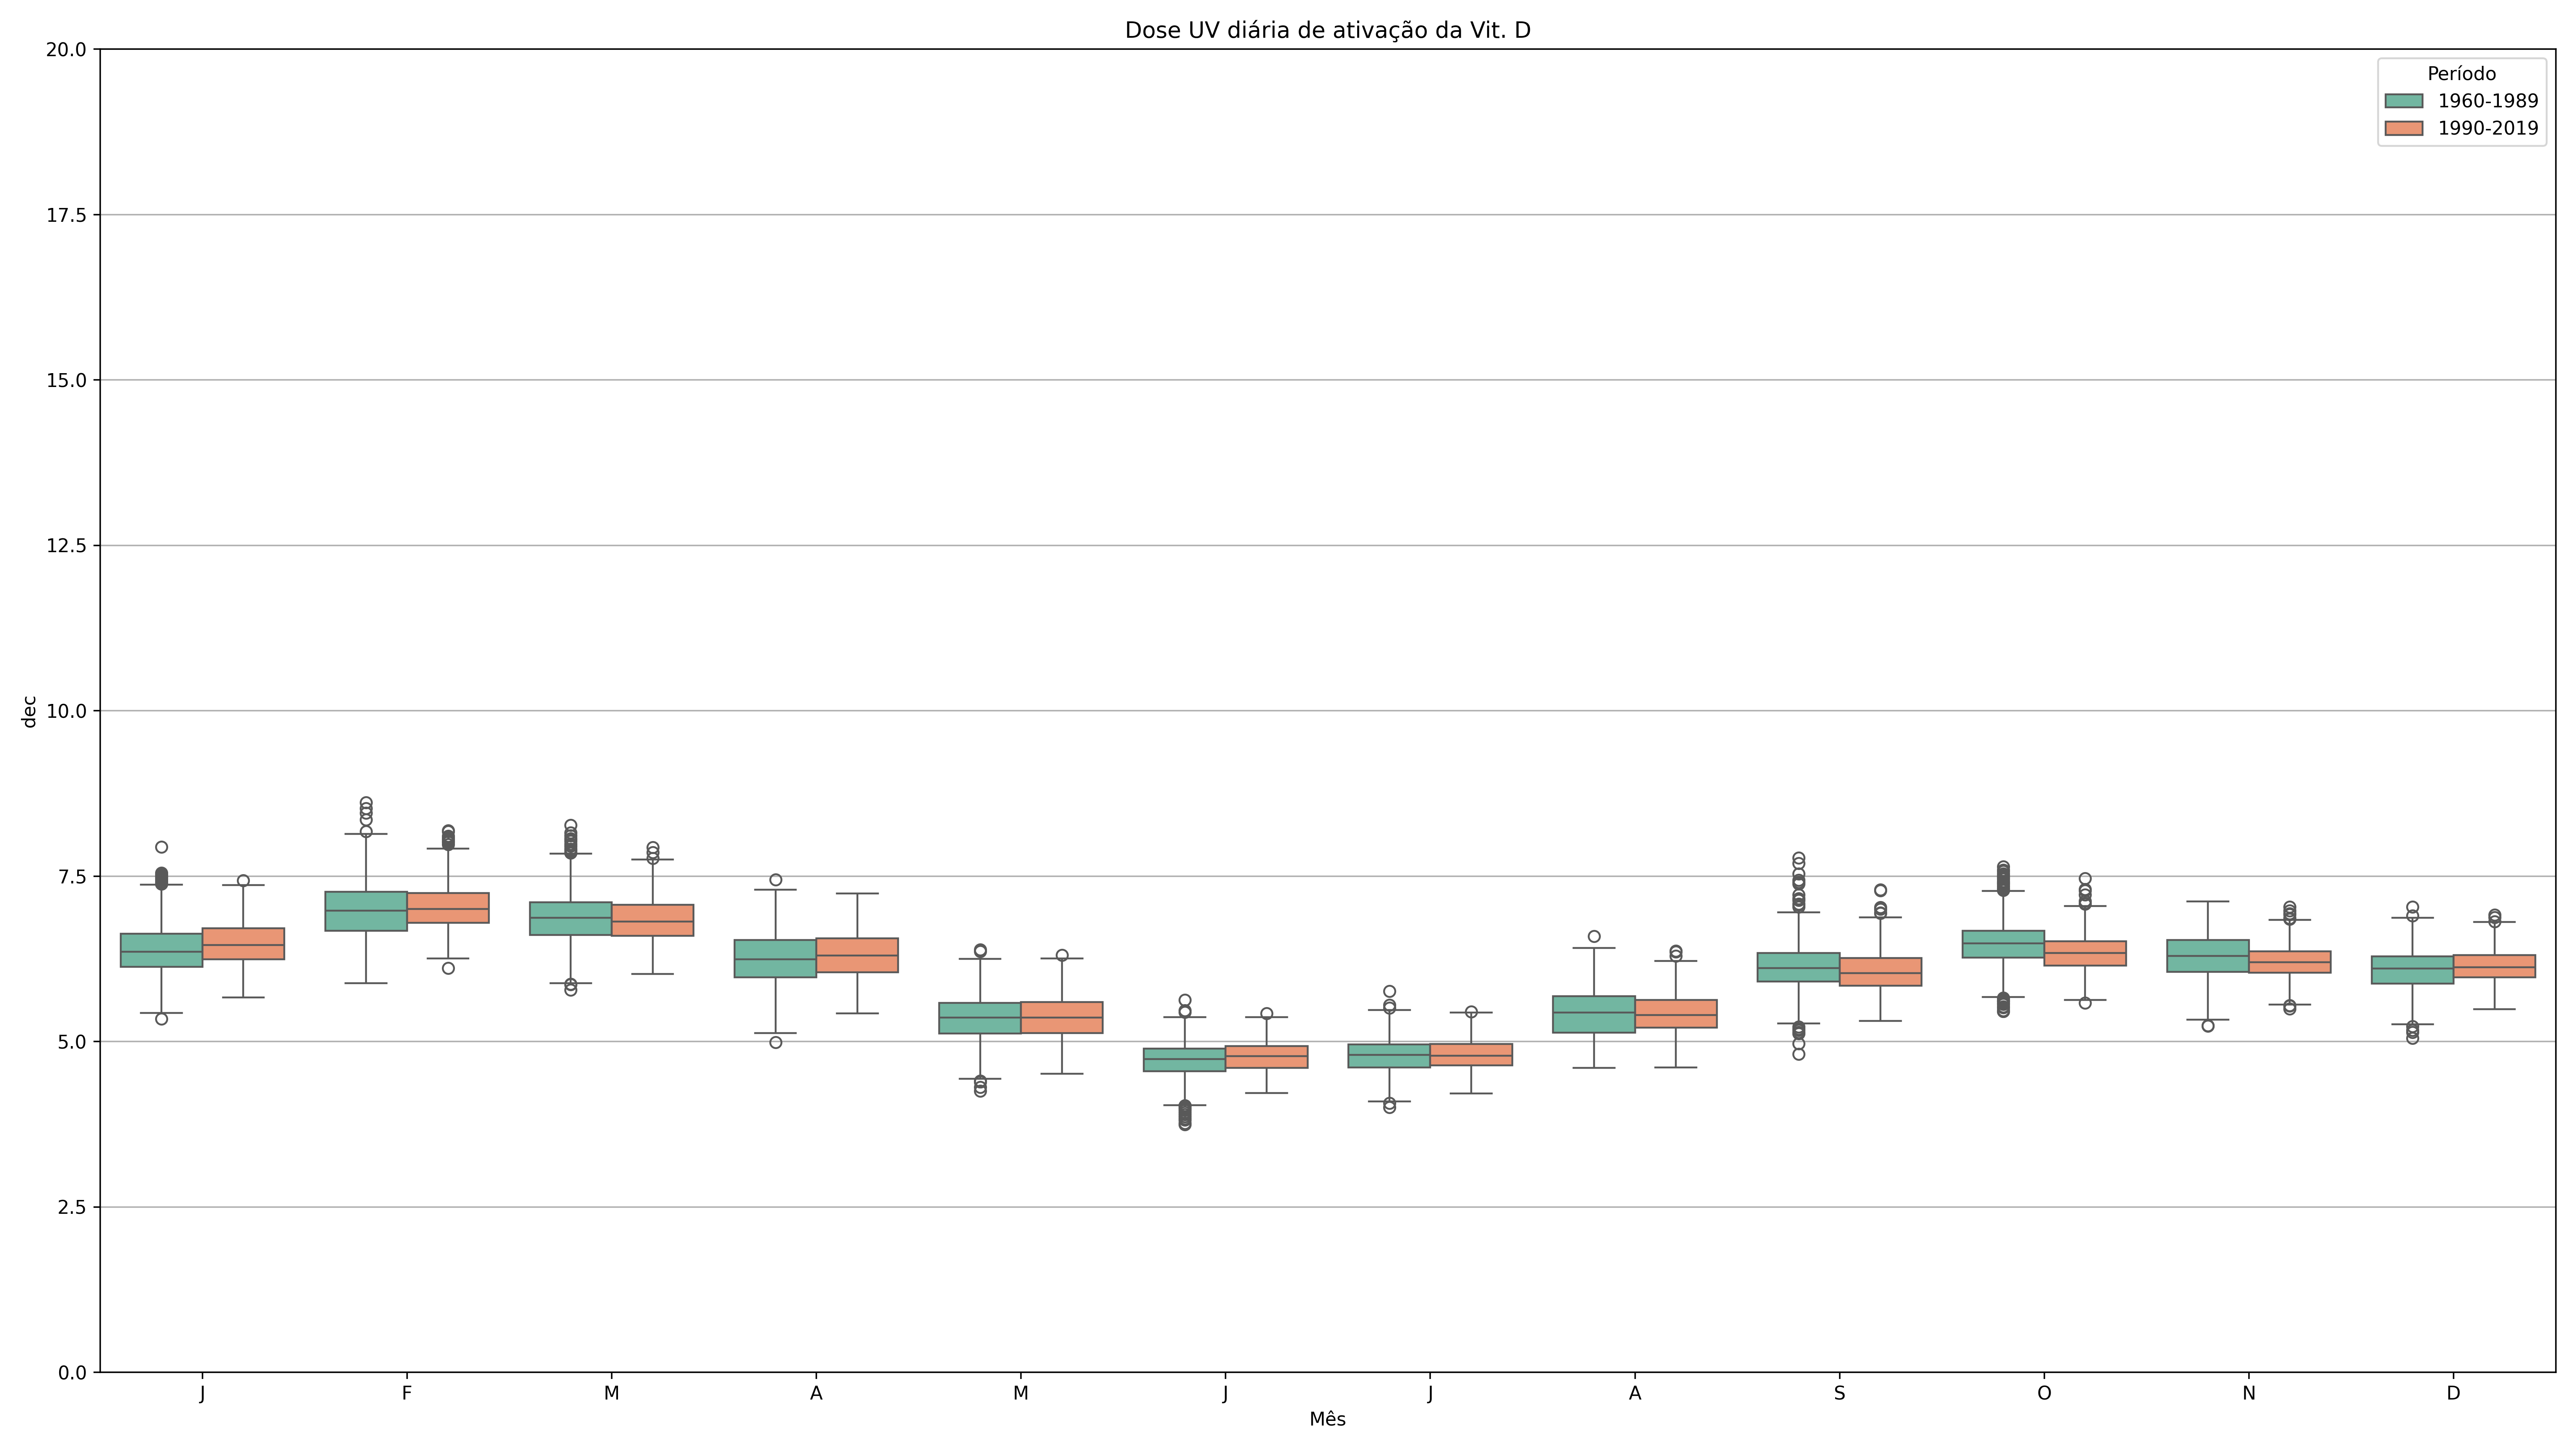 Dose UV diária de ativação da Vit. D
20.0
17.5
15.0
12.5
10.0
7.5
5.0
2.5
0.0
dec
Período
1960-1989
1990-2019
J F M A M J J A S O N D
Mês